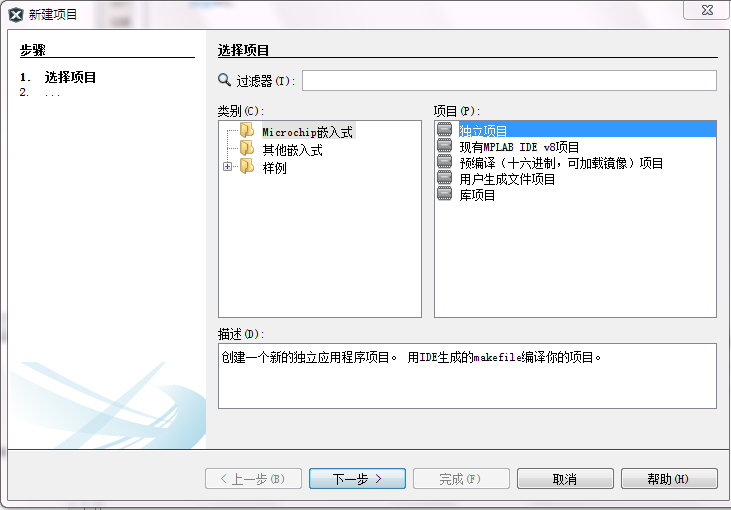 新建项目
步骤
1. 选择项目
2. ...
选择项目
过滤器(T):
类别(C):
Microchip嵌入式
其他嵌入式
样例
项目(P):
独立项目
现有MPLAB IDE v8项目
预编译（十六进制，可加载镜像）项目
用户生成文件项目
库项目
描述(D):
创建一个新的独立应用程序项目。 用IDE生成的makefile编译你的项目。
< 上一步(B)
下一步 >
完成(F)
取消
帮助(H)